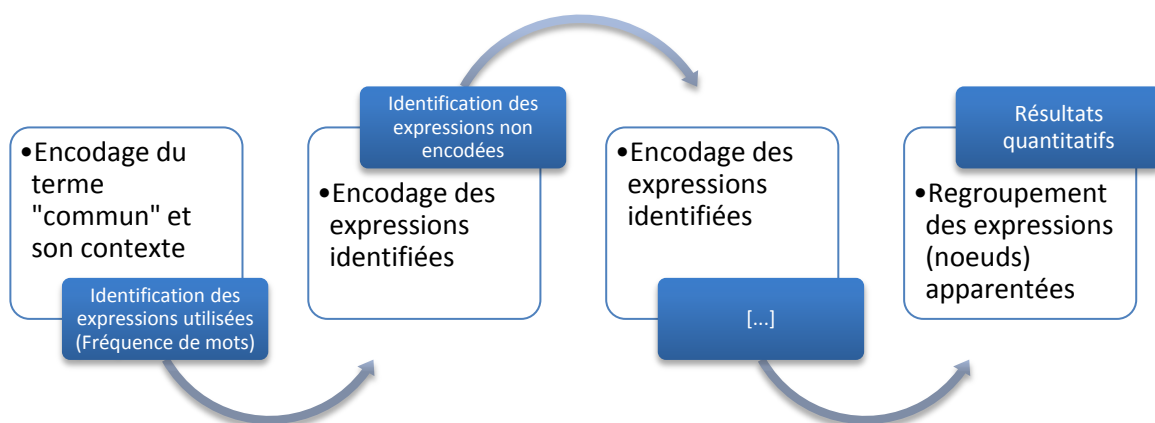 •Encodage du
terme
"commun" et
son contexte
Identification des
expressions utilisées
(Fréquence de mots)
Identification des
expressions non
encodées
•Encodage des
expressions
identifiées
•Encodage des
expressions
identifiées
[...]
Résultats
quantitatifs
•Regroupement
des expressions
(noeuds)
apparentées